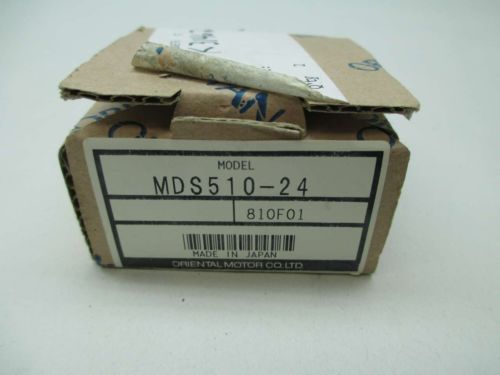 MODEL
MDS510-24
810F01
MADE IN JAPAN
ORIENTAL MOTOR CO.,LTD.